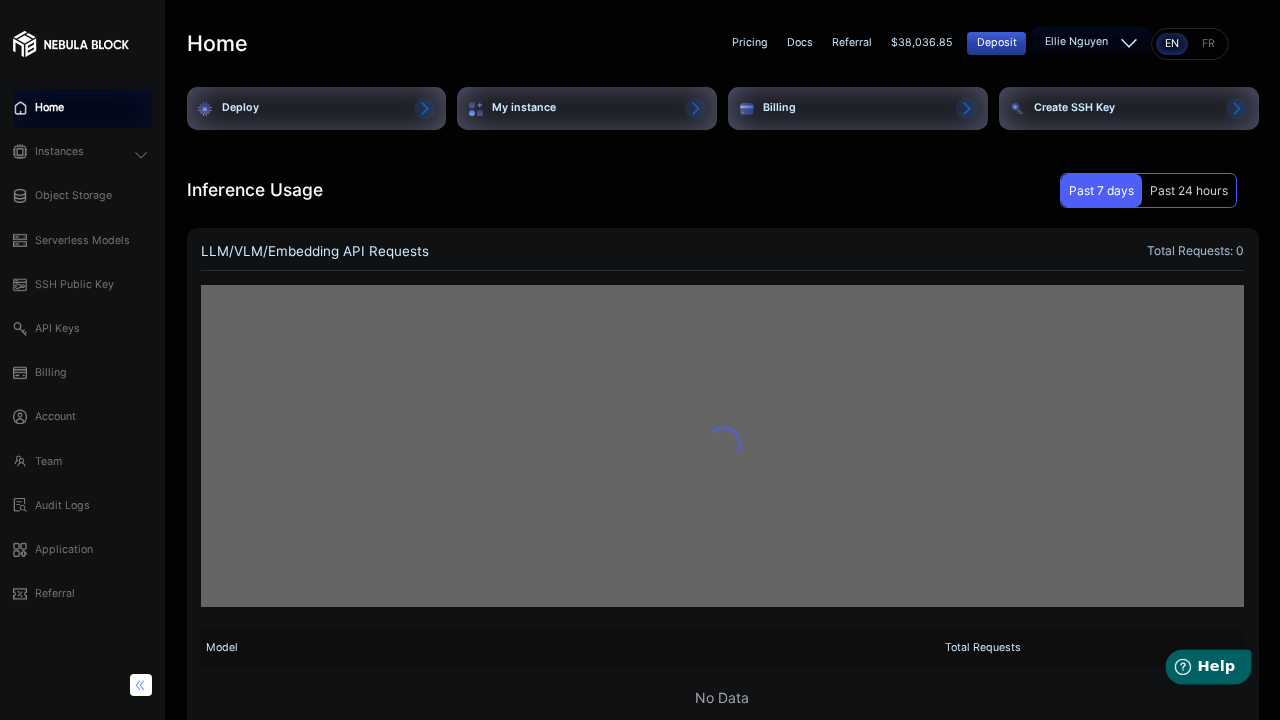 NEBULA BLOCK
Home
Instances
Object Storage
Serverless Models
SSH Public Key
API Keys
Billing
Account
Team
Audit Logs
Application
Referral
Home
Pricing
Docs
Referral
$38,036.85
Deposit
Ellie Nguyen
EN
FR
Deploy
My instance
Billing
Create SSH Key
Inference Usage
Past 7 days
Past 24 hours
LLM/VLM/Embedding API Requests
Total Requests: 0
Model
Total Requests
No Data
Help